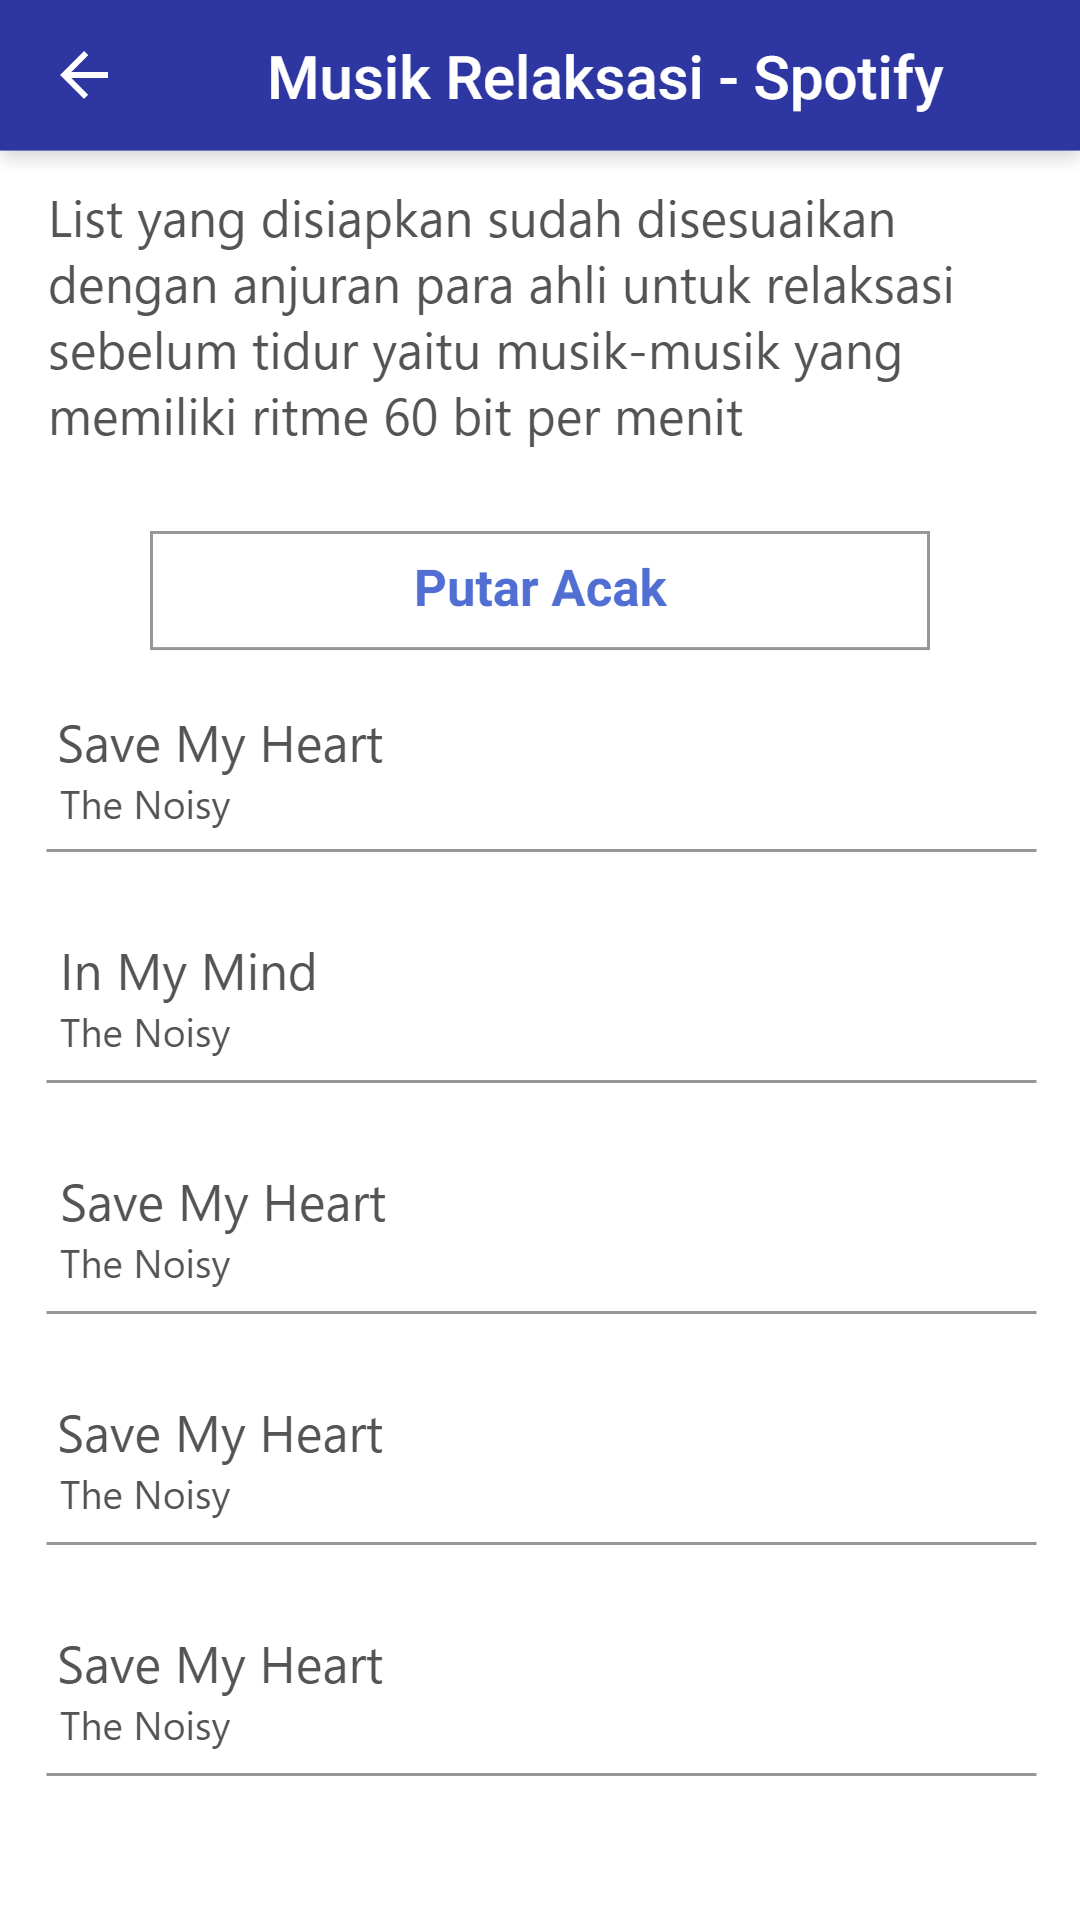 Musik Relaksasi - Spotify
List yang disiapkan sudah disesuaikan
dengan anjuran para ahli untuk relaksasi
sebelum tidur yaitu musik-musik yang
memiliki ritme 60 bit per menit
Putar Acak
Save My Heart
The Noisy
In My Mind
The Noisy
Save My Heart
The Noisy
Save My Heart
The Noisy
Save My Heart
The Noisy